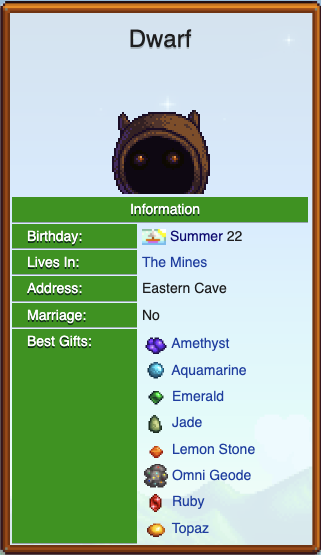 Dwarf
Information
Birthday: Summer 22
Lives In: The Mines
Address: Eastern Cave
Marriage: No
Best Gifts: Amethyst
Aquamarine
Emerald
Jade
Lemon Stone
Omni Geode
Ruby
Topaz